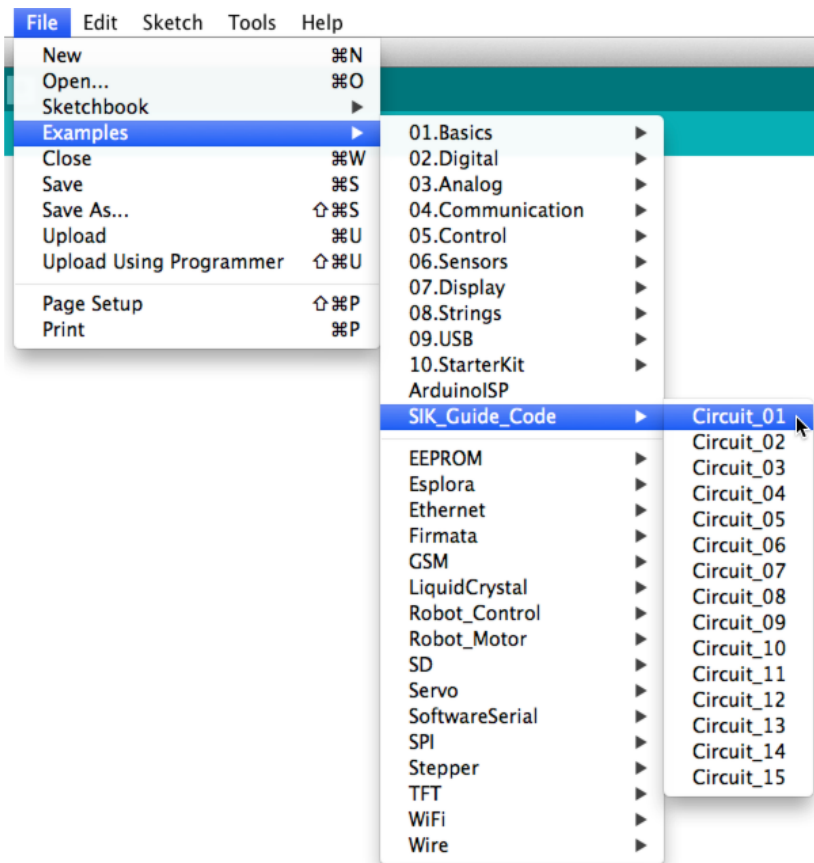 File Edit Sketch Tools Help
New ⌘N
Open... ⌘O
Sketchbook ▶
Examples ▶
Close ⌘W
Save ⌘S
Save As... ⇧⌘S
Upload ⌘U
Upload Using Programmer ⇧⌘U
Page Setup ⇧⌘P
Print ⌘P
01.Basics ▶
02.Digital ▶
03.Analog ▶
04.Communication ▶
05.Control ▶
06.Sensors ▶
07.Display ▶
08.Strings ▶
09.USB ▶
10.StarterKit ▶
ArduinoISP
SIK_Guide_Code ▶
EEPROM ▶
Esplora ▶
Ethernet ▶
Firmata ▶
GSM ▶
LiquidCrystal ▶
Robot_Control ▶
Robot_Motor ▶
SD ▶
Servo ▶
SoftwareSerial ▶
SPI ▶
Stepper ▶
TFT ▶
WiFi ▶
Wire ▶
Circuit_01
Circuit_02
Circuit_03
Circuit_04
Circuit_05
Circuit_06
Circuit_07
Circuit_08
Circuit_09
Circuit_10
Circuit_11
Circuit_12
Circuit_13
Circuit_14
Circuit_15